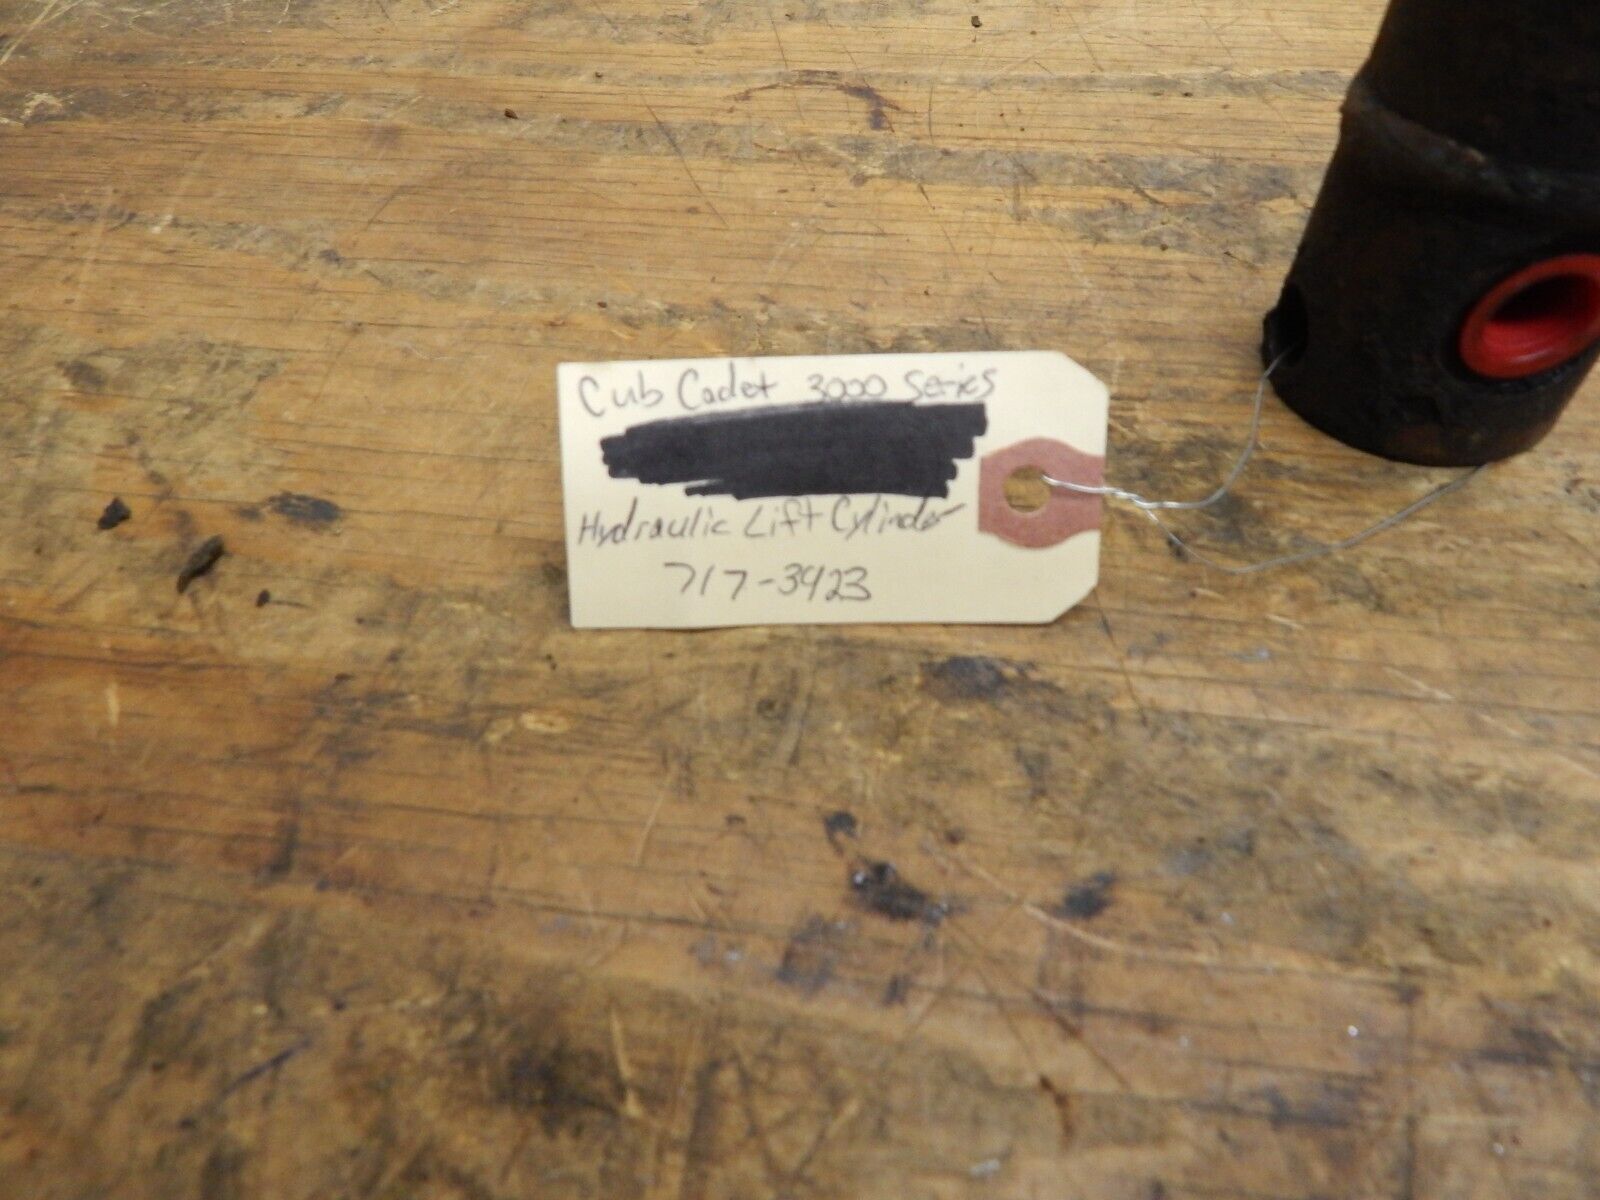 Cub Cadet 3000 Series
Hydraulic Lift Cylinder
717-3423